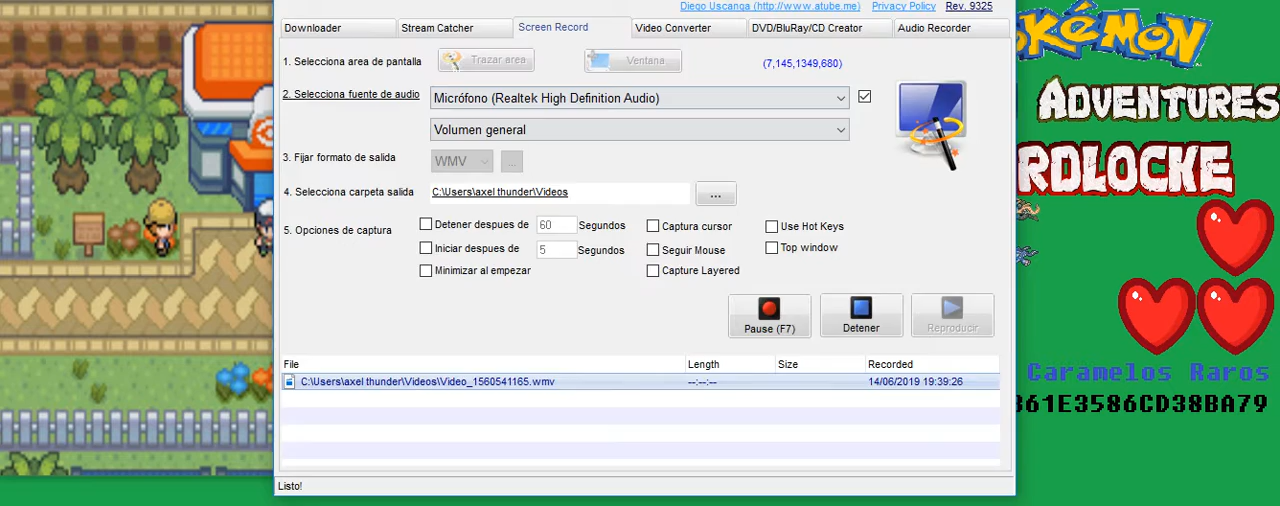 Diego Uscanga (http://www.atube.me) Privacy Policy Rev. 9325
Downloader Stream Catcher Screen Record Video Converter DVD/BluRay/CD Creator Audio Recorder
1. Selecciona area de pantalla Trazar area Ventana (7,145,1349,680)
2. Selecciona fuente de audio Micrófono (Realtek High Definition Audio)
Volumen general
3. Fijar formato de salida WMV ...
4. Selecciona carpeta salida C:\Users\axel thunder\Videos ...
5. Opciones de captura
Detener despues de 60 Segundos Captura cursor Use Hot Keys
Iniciar despues de 5 Segundos Seguir Mouse Top window
Minimizar al empezar Capture Layered
Pause (F7) Detener Reproducir
File Length Size Recorded
C:\Users\axel thunder\Videos\Video_1560541165.wmv --:--:-- 14/06/2019 19:39:26
Listo!
OKÉMON
ADVENTURES
RDLOCKE
Caramelos Raros
361E3586CD38BA79